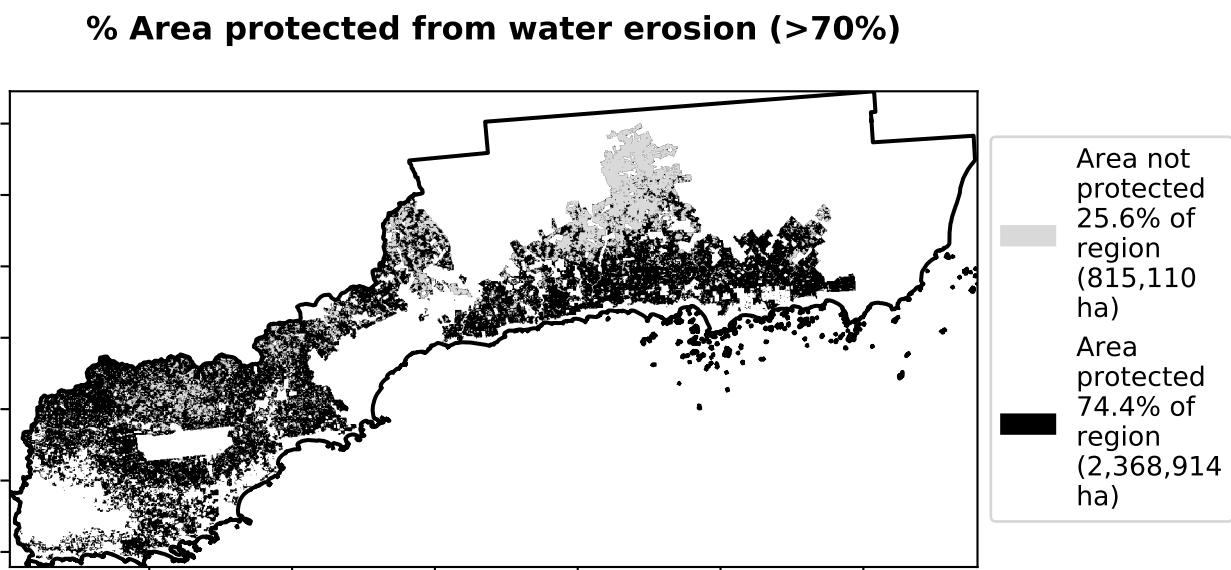 % Area protected from water erosion (>70%)
Area not
protected
25.6% of
region
(815,110
ha)
Area
protected
74.4% of
region
(2,368,914
ha)